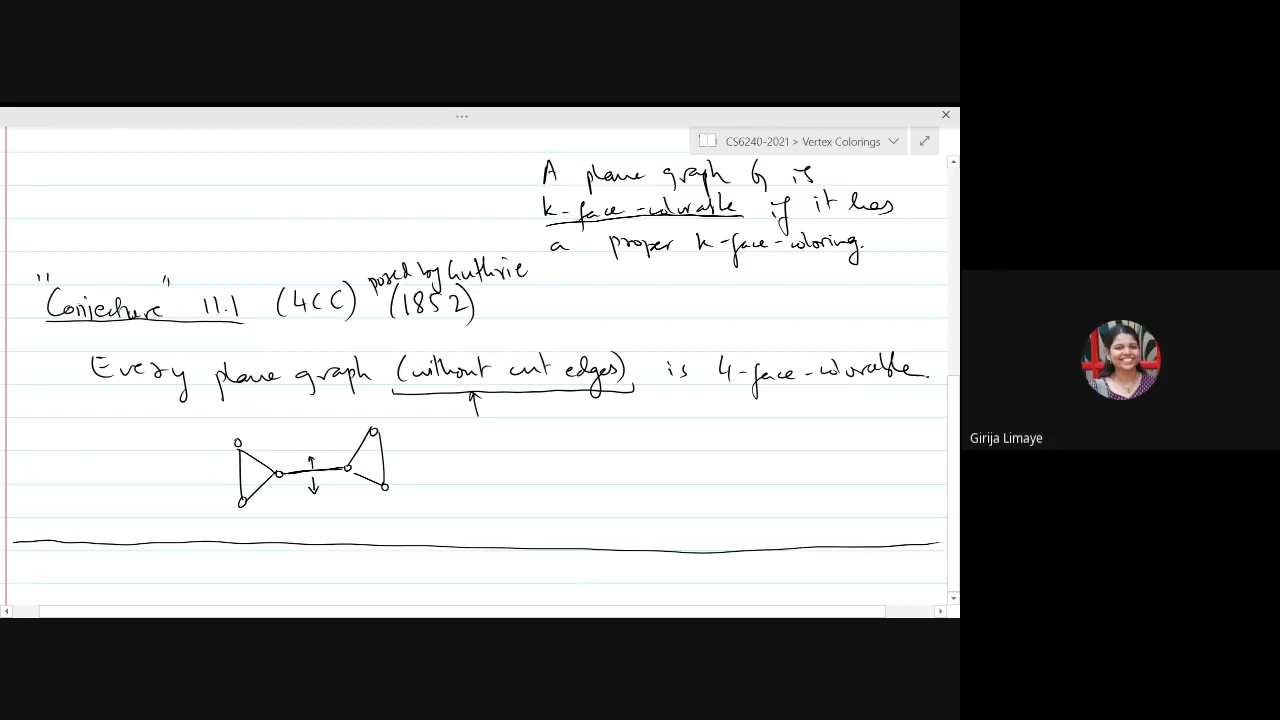 CS6240-2021 > Vertex Colorings
A plane graph G is
k-face-colorable if it has
a proper k-face-coloring.
posed by Guthrie
"Conjecture" 11.1 (4CC) (1852)
Every plane graph (without cut edges) is 4-face-colorable.
Girija Limaye